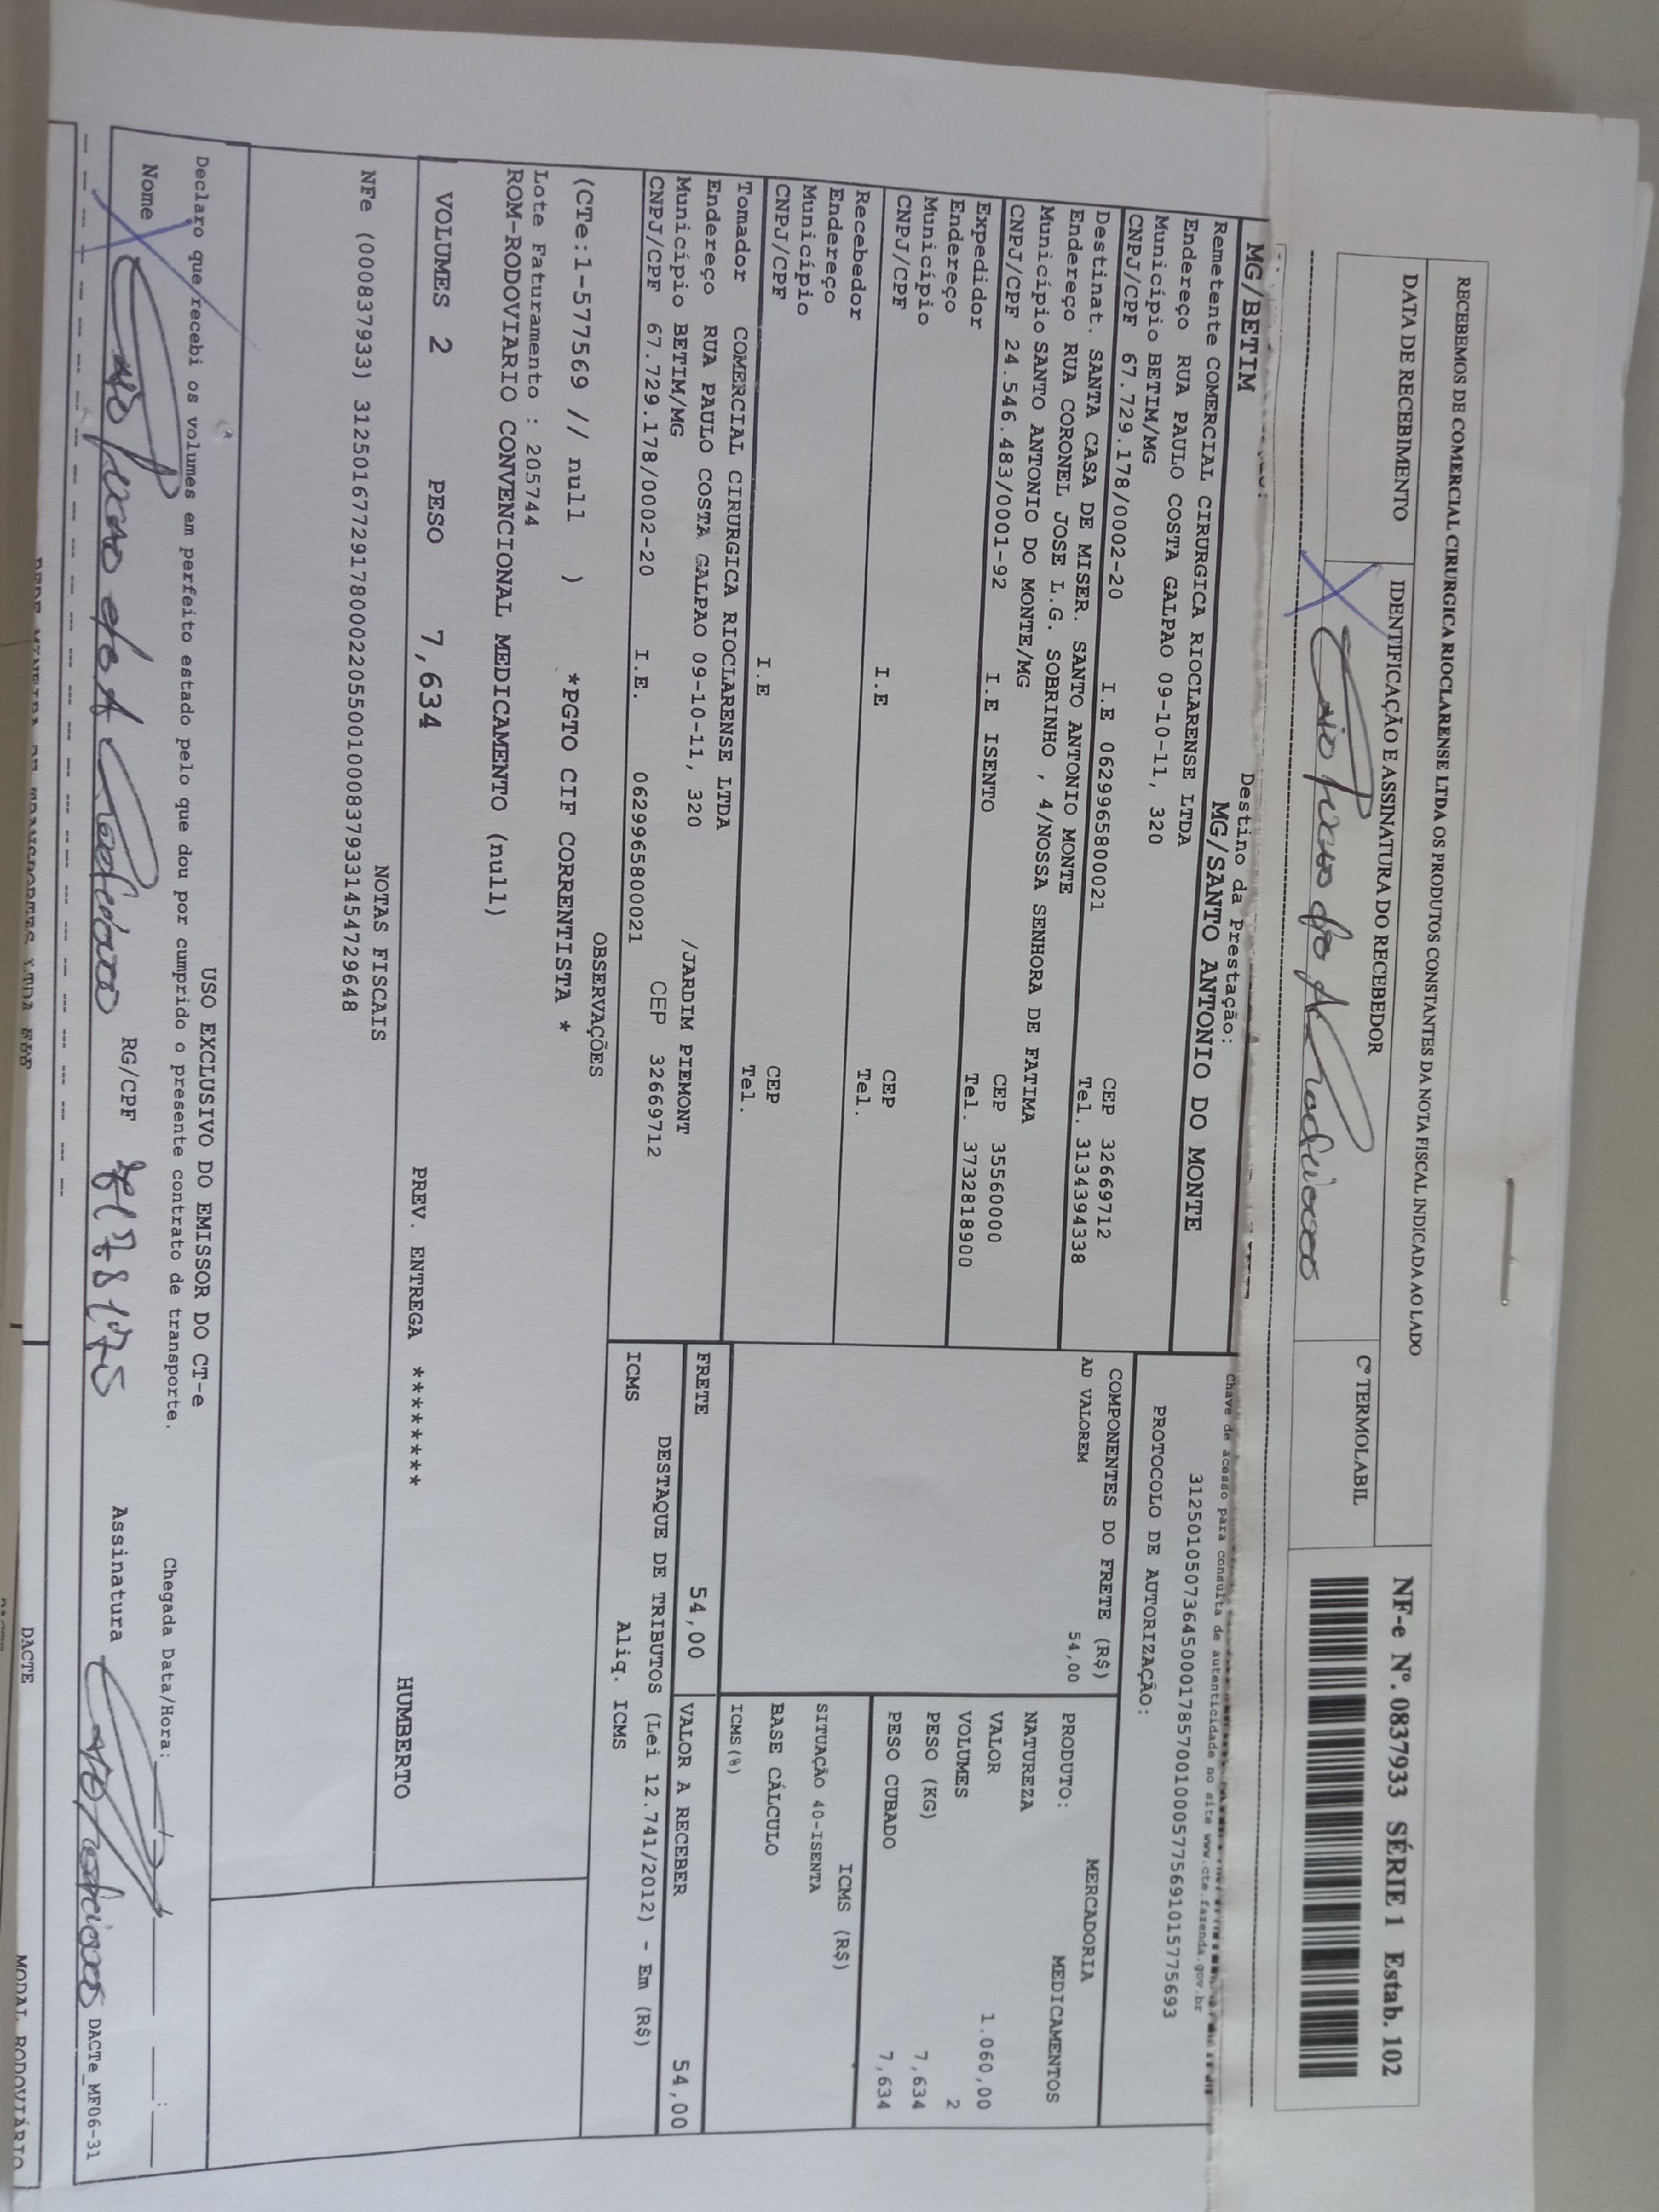 RECEBEMOS DE COMERCIAL CIRURGICA RIOCLARENSE LTDA OS PRODUTOS CONSTANTES DA NOTA FISCAL INDICADA AO LADO
NF-e Nº. 0837933 SÉRIE 1 Estab. 102
DATA DE RECEBIMENTO
IDENTIFICAÇÃO E ASSINATURA DO RECEBEDOR
Cº TERMOLABIL
MG/BETIM
Destino da Prestação:
MG/SANTO ANTONIO DO MONTE
Chave de acesso para consulta de autenticidade no site www.cte.fazenda.gov.br
31250105073645000178570010005775691015775693
PROTOCOLO DE AUTORIZAÇÃO:
Remetente COMERCIAL CIRURGICA RIOCLARENSE LTDA
Endereço RUA PAULO COSTA GALPAO 09-10-11, 320
Município BETIM/MG
CEP 32669712
CNPJ/CPF 67.729.178/0002-20 I.E 0629965800021
Tel. 3134394338
Destinat. SANTA CASA DE MISER. SANTO ANTONIO MONTE
Endereço RUA CORONEL JOSE L.G. SOBRINHO , 4/NOSSA SENHORA DE FATIMA
Município SANTO ANTONIO DO MONTE/MG
CEP 35560000
CNPJ/CPF 24.546.483/0001-92 I.E ISENTO
Tel. 3732818900
Expedidor
Endereço
Município
CEP
CNPJ/CPF I.E
Tel.
Recebedor
Endereço
Município
CEP
CNPJ/CPF I.E
Tel.
Tomador COMERCIAL CIRURGICA RIOCLARENSE LTDA
Endereço RUA PAULO COSTA GALPAO 09-10-11, 320 /JARDIM PIEMONT
Município BETIM/MG
CEP 32669712
CNPJ/CPF 67.729.178/0002-20 I.E. 0629965800021
COMPONENTES DO FRETE (R$)
AD VALOREM 54,00
MERCADORIA
PRODUTO: MEDICAMENTOS
NATUREZA
VALOR 1.060,00
VOLUMES 2
PESO (KG) 7,634
PESO CUBADO 7,634
ICMS (R$)
SITUAÇÃO 40-ISENTA
BASE CÁLCULO
ICMS (%)
FRETE 54,00
VALOR A RECEBER 54,00
DESTAQUE DE TRIBUTOS (Lei 12.741/2012) - Em (R$)
ICMS Aliq. ICMS
OBSERVAÇÕES
(CTe:1-577569 // null ) *PGTO CIF CORRENTISTA *
Lote Faturamento : 205744
ROM-RODOVIARIO CONVENCIONAL MEDICAMENTO (null)
VOLUMES 2 PESO 7,634 PREV. ENTREGA ******** HUMBERTO
NOTAS FISCAIS
NFe (000837933) 31250167729178000220550010008379331454729648
USO EXCLUSIVO DO EMISSOR DO CT-e
Declaro que recebi os volumes em perfeito estado pelo que dou por cumprido o presente contrato de transporte.
Chegada Data/Hora:
Nome
RG/CPF
Assinatura
DACTe_MF06-31
DACTE
MODAL RODOVIÁRIO